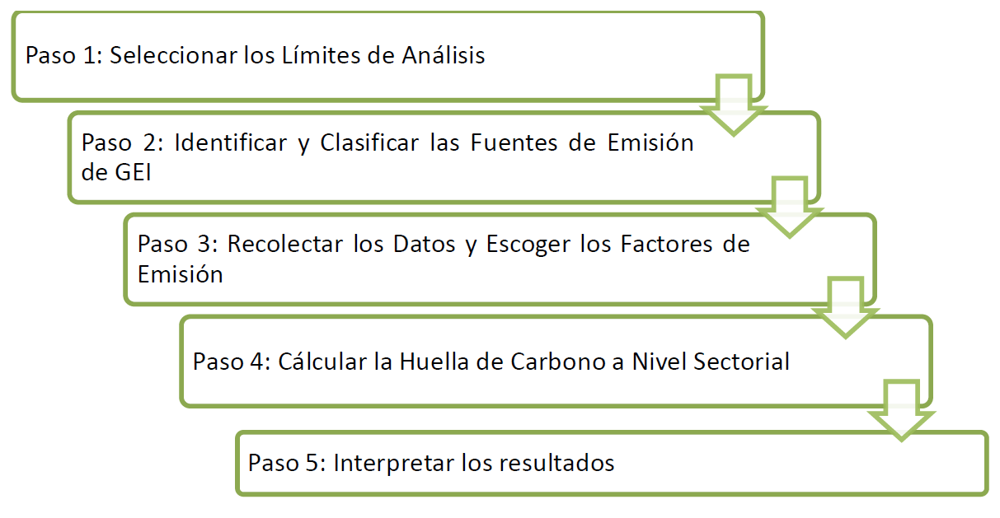 Paso 1: Seleccionar los Límites de Análisis
Paso 2: Identificar y Clasificar las Fuentes de Emisión
de GEI
Paso 3: Recolectar los Datos y Escoger los Factores de
Emisión
Paso 4: Cálcular la Huella de Carbono a Nivel Sectorial
Paso 5: Interpretar los resultados